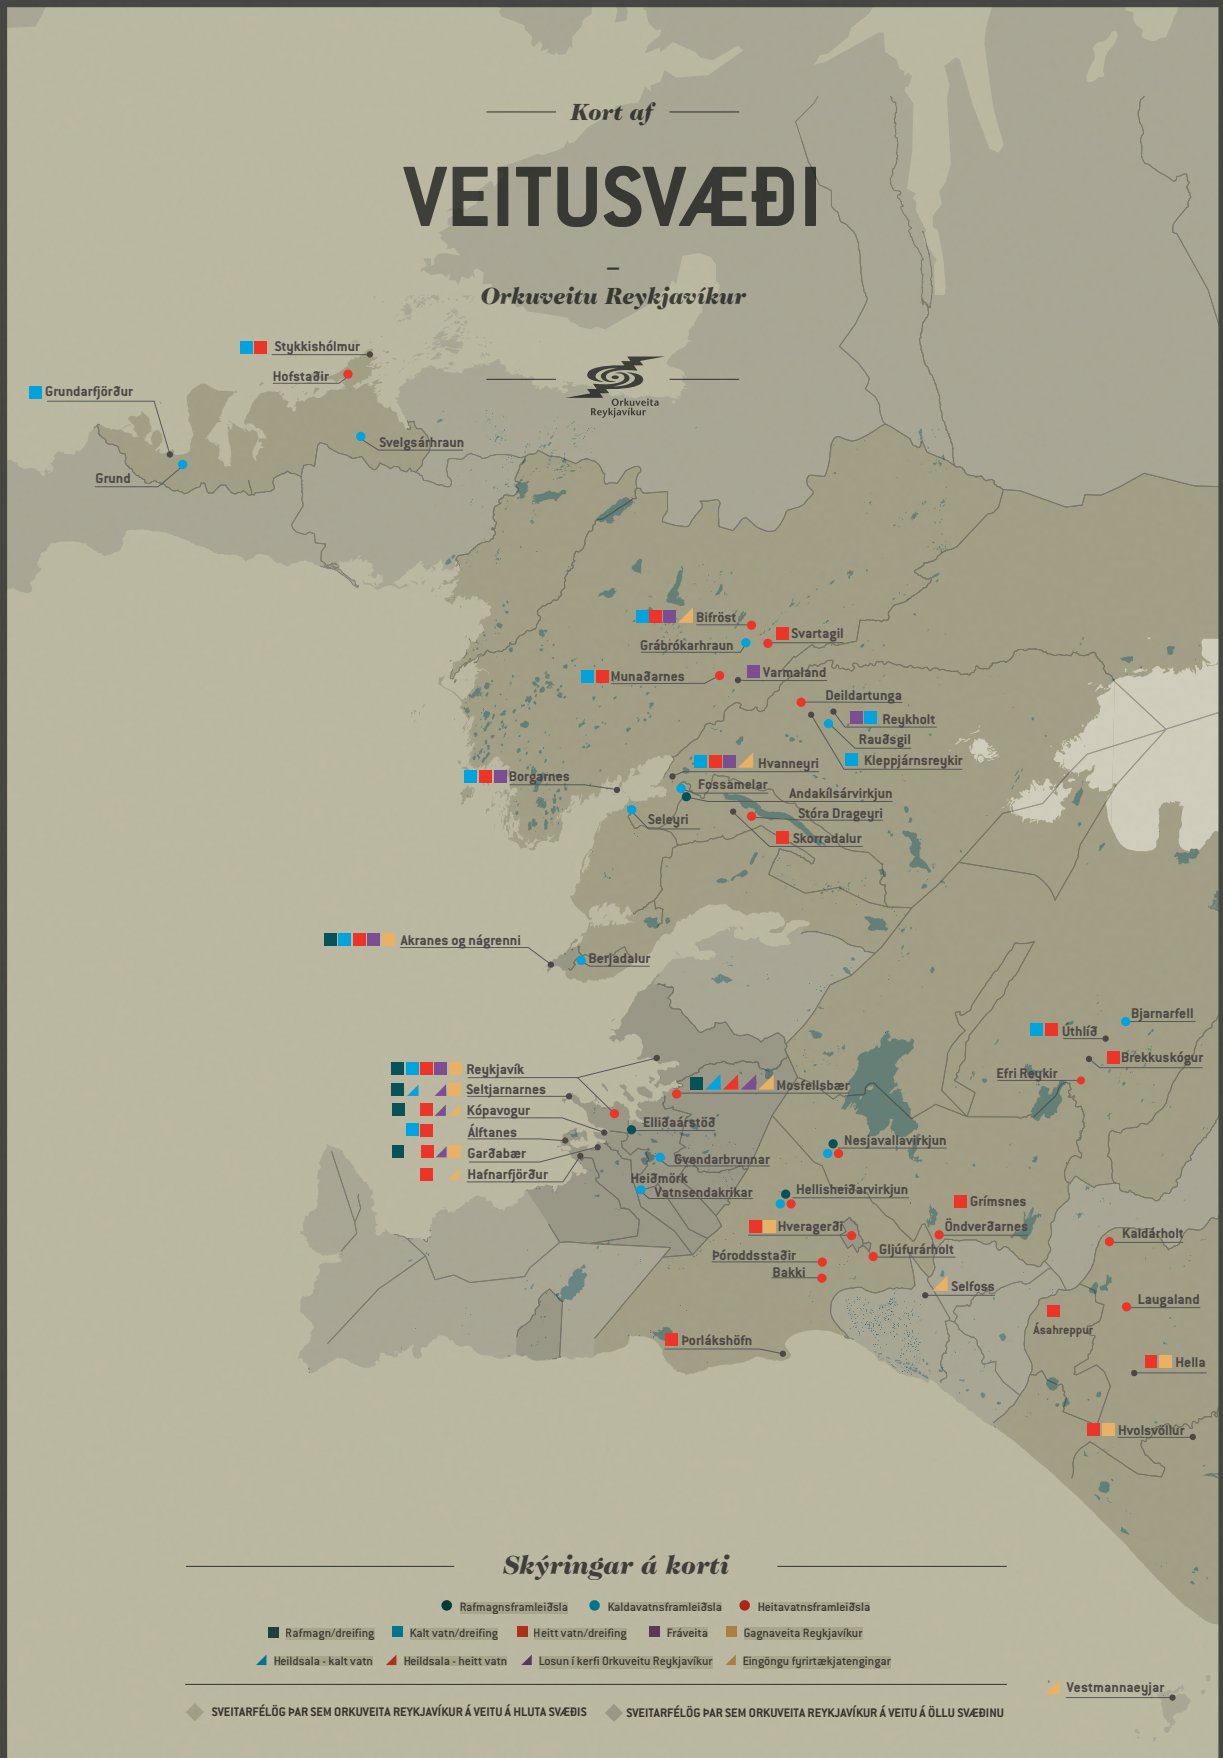 Kort af
VEITUSVÆÐI
–
Orkuveitu Reykjavíkur
Orkuveita
Reykjavíkur
Stykkishólmur
Hofstaðir
Grundarfjörður
Svelgsárhraun
Grund
Bifröst
Svartagil
Grábrókarhraun
Munaðarnes
Varmaland
Deildartunga
Reykholt
Rauðsgil
Kleppjárnsreykir
Hvanneyri
Borgarnes
Fossamelar
Andakílsárvirkjun
Stóra Drageyri
Seleyri
Skorradalur
Akranes og nágrenni
Berjadalur
Bjarnarfell
Úthlíð
Brekkuskógur
Efri Reykir
Reykjavík
Mosfellsbær
Seltjarnarnes
Kópavogur
Elliðaárstöð
Álftanes
Nesjavallavirkjun
Garðabær
Gvendarbrunnar
Hafnarfjörður
Heiðmörk
Vatnsendakrikar
Hellisheiðarvirkjun
Grímsnes
Hveragerði
Öndverðarnes
Kaldárholt
Gljúfurárholt
Þóroddsstaðir
Bakki
Selfoss
Laugaland
Ásahreppur
Þorlákshöfn
Hella
Hvolsvöllur
Skýringar á korti
Rafmagnsframleiðsla Kaldavatnsframleiðsla Heitavatnsframleiðsla
Rafmagn/dreifing Kalt vatn/dreifing Heitt vatn/dreifing Fráveita Gagnaveita Reykjavíkur
Heildsala - kalt vatn Heildsala - heitt vatn Losun í kerfi Orkuveitu Reykjavíkur Eingöngu fyrirtækjatengingar
Vestmannaeyjar
SVEITARFÉLÖG ÞAR SEM ORKUVEITA REYKJAVÍKUR Á VEITU Á HLUTA SVÆÐIS SVEITARFÉLÖG ÞAR SEM ORKUVEITA REYKJAVÍKUR Á VEITU Á ÖLLU SVÆÐINU